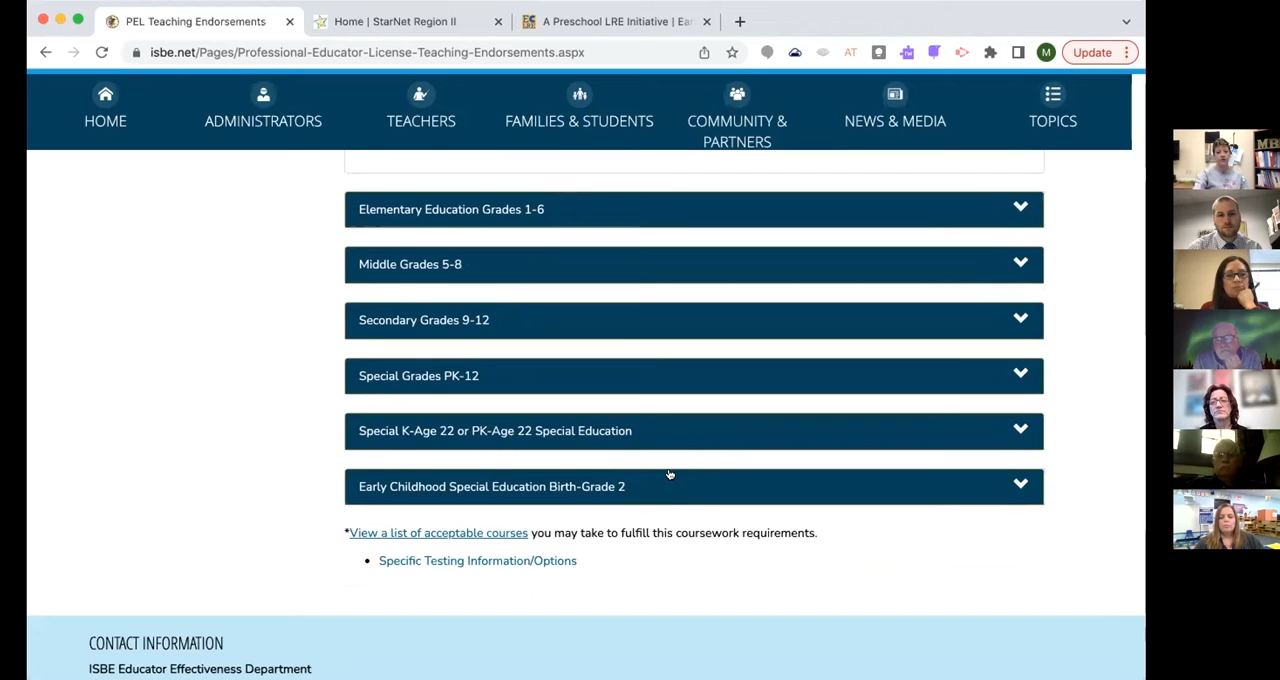 PEL Teaching Endorsements
Home | StarNet Region II
A Preschool LRE Initiative | Ear
isbe.net/Pages/Professional-Educator-License-Teaching-Endorsements.aspx
AT
M
Update
HOME
ADMINISTRATORS
TEACHERS
FAMILIES & STUDENTS
COMMUNITY &
PARTNERS
NEWS & MEDIA
TOPICS
Elementary Education Grades 1-6
Middle Grades 5-8
Secondary Grades 9-12
Special Grades PK-12
Special K-Age 22 or PK-Age 22 Special Education
Early Childhood Special Education Birth-Grade 2
*View a list of acceptable courses you may take to fulfill this coursework requirements.
• Specific Testing Information/Options
CONTACT INFORMATION
ISBE Educator Effectiveness Department